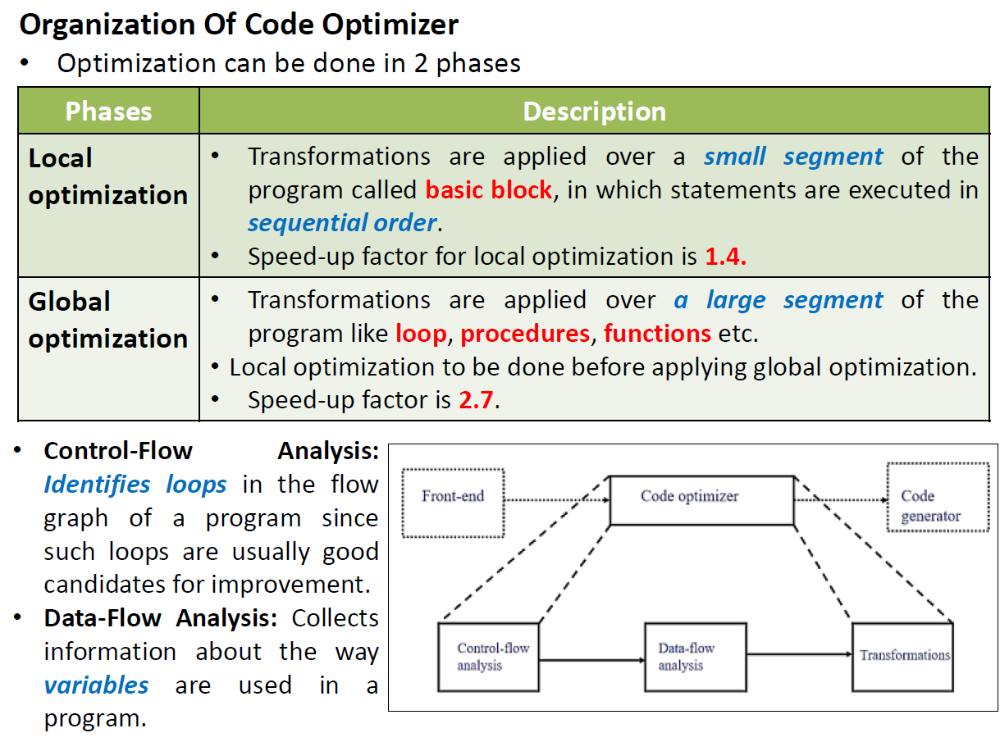 Organization Of Code Optimizer
• Optimization can be done in 2 phases
Phases
Description
Local
optimization
• Transformations are applied over a small segment of the
program called basic block, in which statements are executed in
sequential order.
• Speed-up factor for local optimization is 1.4.
Global
optimization
• Transformations are applied over a large segment of the
program like loop, procedures, functions etc.
• Local optimization to be done before applying global optimization.
• Speed-up factor is 2.7.
• Control-Flow Analysis:
Identifies loops in the flow
graph of a program since
such loops are usually good
candidates for improvement.
• Data-Flow Analysis: Collects
information about the way
variables are used in a
program.
Front-end
Code optimizer
Code
generator
Control-flow
analysis
Data-flow
analysis
Transformations